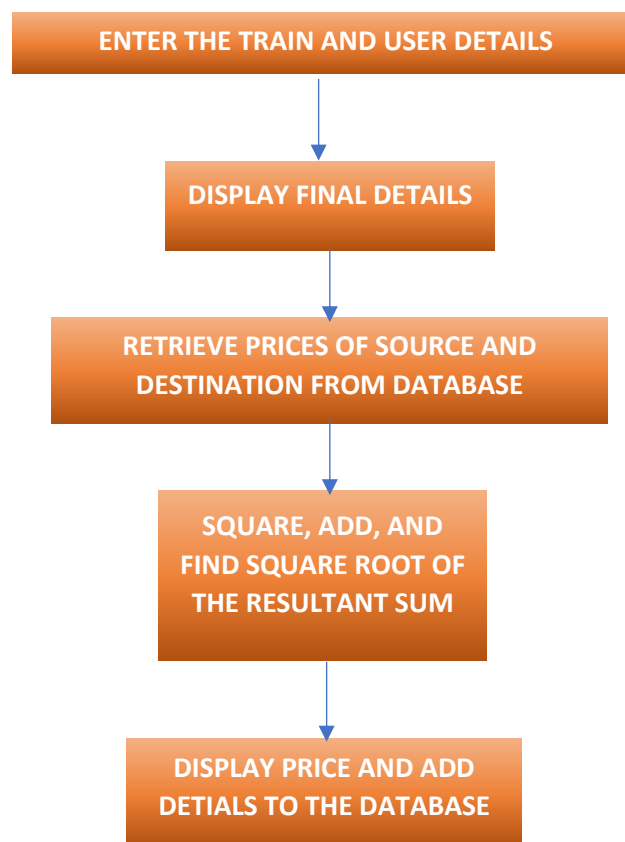 ENTER THE TRAIN AND USER DETAILS
DISPLAY FINAL DETAILS
RETRIEVE PRICES OF SOURCE AND
DESTINATION FROM DATABASE
SQUARE, ADD, AND
FIND SQUARE ROOT OF
THE RESULTANT SUM
DISPLAY PRICE AND ADD
DETIALS TO THE DATABASE